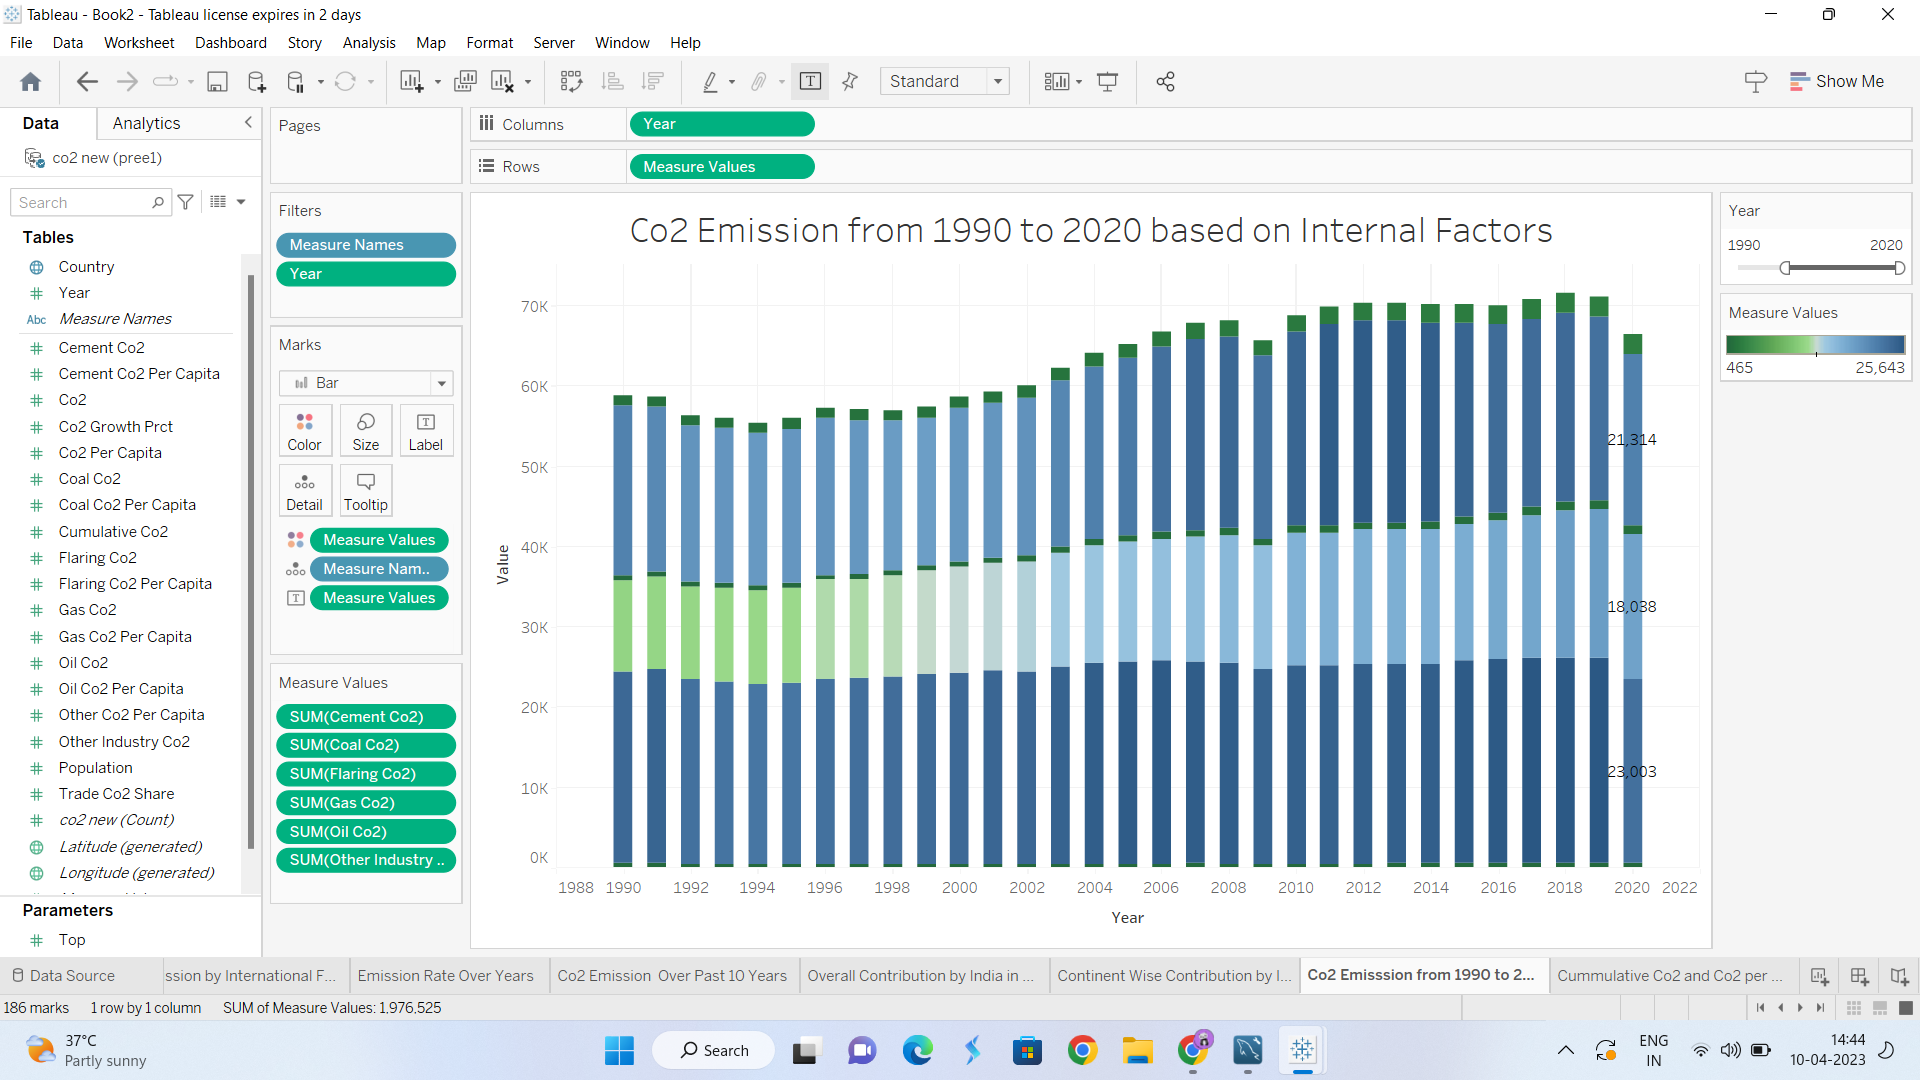 Tableau - Book2 - Tableau license expires in 2 days
File Data Worksheet Dashboard Story Analysis Map Format Server Window Help
Standard
Show Me
Data Analytics
co2 new (pree1)
Search
Tables
Country
Year
Abc Measure Names
Cement Co2
Cement Co2 Per Capita
Co2
Co2 Growth Prct
Co2 Per Capita
Coal Co2
Coal Co2 Per Capita
Cumulative Co2
Flaring Co2
Flaring Co2 Per Capita
Gas Co2
Gas Co2 Per Capita
Oil Co2
Oil Co2 Per Capita
Other Co2 Per Capita
Other Industry Co2
Population
Trade Co2 Share
co2 new (Count)
Latitude (generated)
Longitude (generated)
Parameters
Top
Pages
Filters
Measure Names
Year
Marks
Bar
Color Size Label
Detail Tooltip
Measure Values
Measure Nam..
Measure Values
Measure Values
SUM(Cement Co2)
SUM(Coal Co2)
SUM(Flaring Co2)
SUM(Gas Co2)
SUM(Oil Co2)
SUM(Other Industry ..
Columns Year
Rows Measure Values
Co2 Emission from 1990 to 2020 based on Internal Factors
70K
60K
50K
40K
30K
20K
10K
0K
Value
21,314
18,038
23,003
1988 1990 1992 1994 1996 1998 2000 2002 2004 2006 2008 2010 2012 2014 2016 2018 2020 2022
Year
Year
1990 2020
Measure Values
465 25,643
Data Source ssion by International F... Emission Rate Over Years Co2 Emission Over Past 10 Years Overall Contribution by India in ... Continent Wise Contribution by I... Co2 Emisssion from 1990 to 2... Cummulative Co2 and Co2 per ...
186 marks 1 row by 1 column SUM of Measure Values: 1,976,525
37°C
Partly sunny
Search
ENG
IN
14:44
10-04-2023